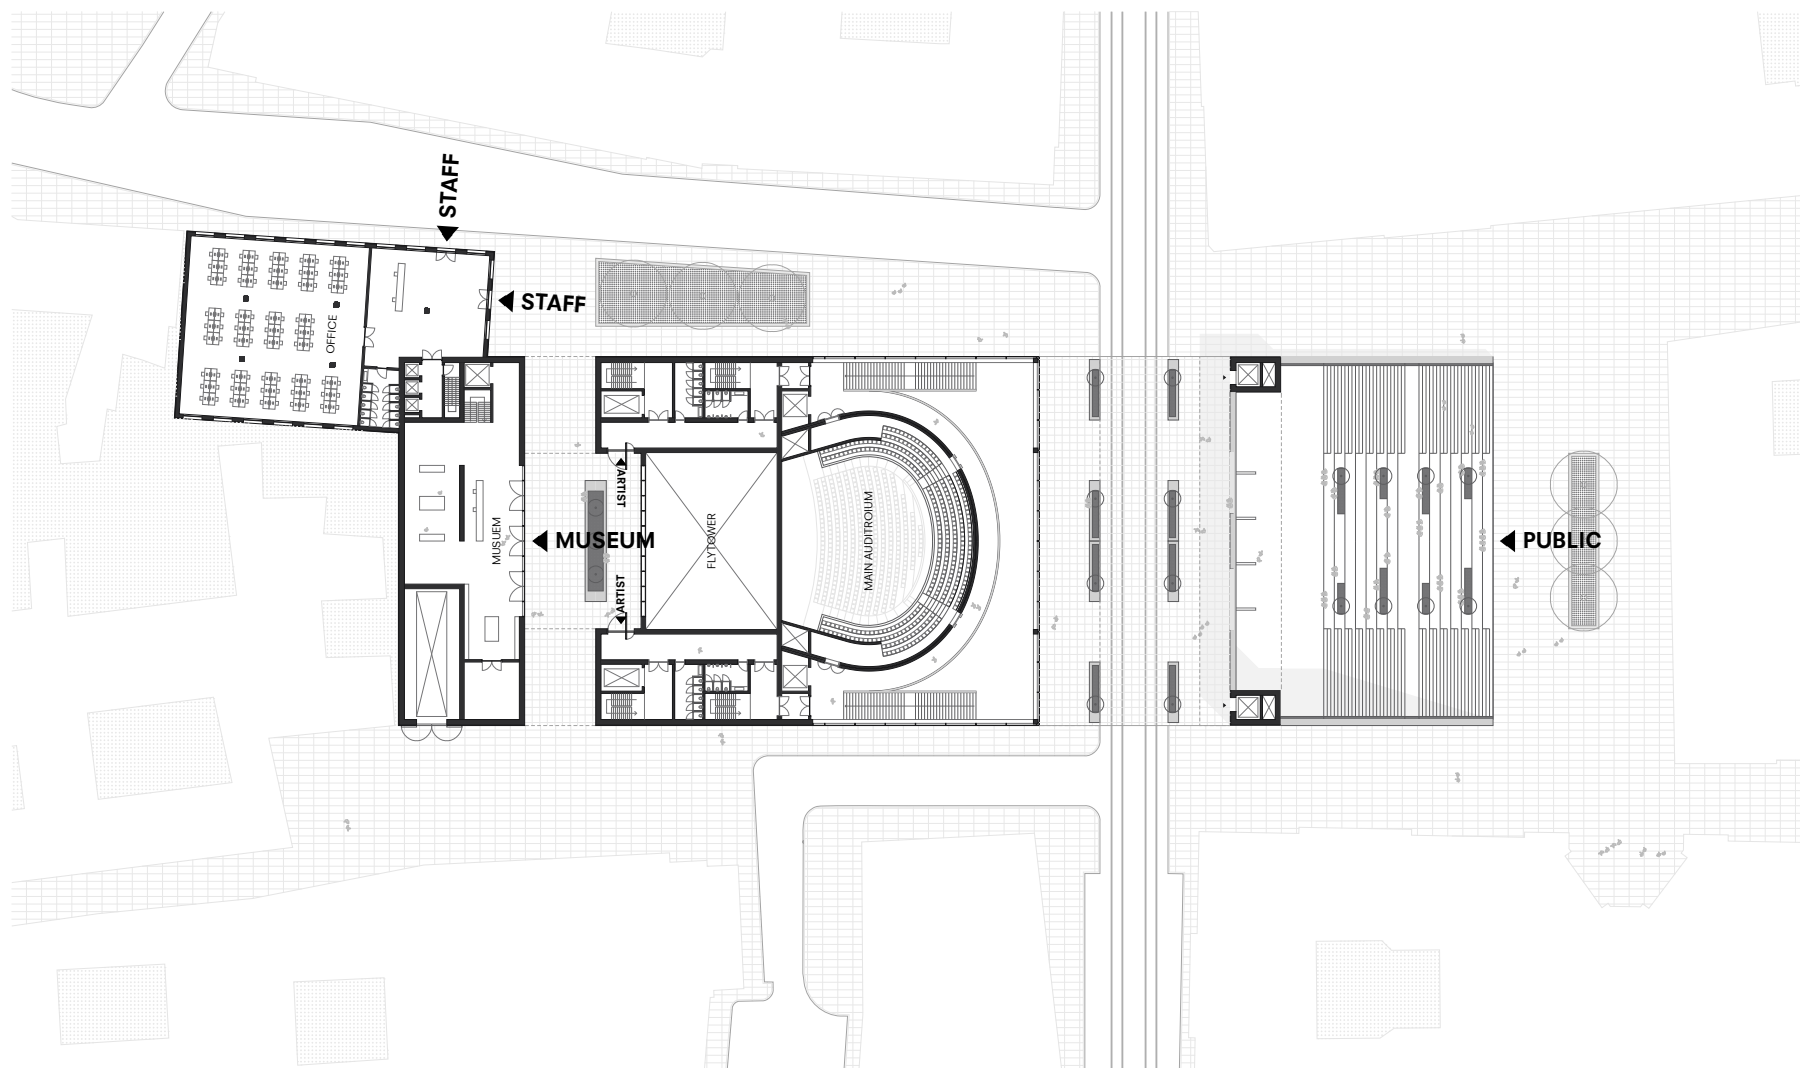 STAFF
STAFF
OFFICE
ARTIST
MUSUEM
MUSEUM
FLYTOWER
MAIN AUDITROIUM
PUBLIC
ARTIST